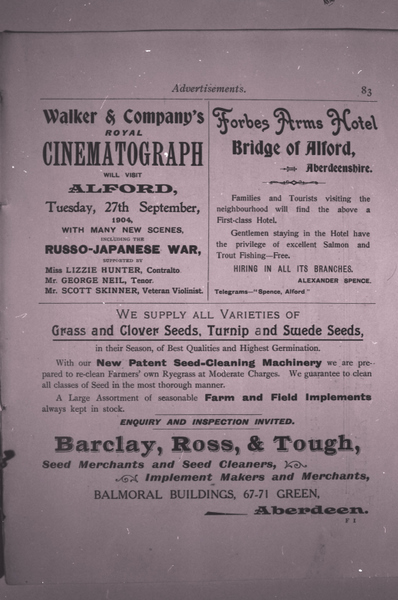 Advertisements. 83
Walker & Company's
ROYAL
CINEMATOGRAPH
WILL VISIT
ALFORD,
Tuesday, 27th September,
1904,
WITH MANY NEW SCENES,
INCLUDING THE
RUSSO-JAPANESE WAR,
SUPPORTED BY
Miss LIZZIE HUNTER, Contralto
Mr. GEORGE NEIL, Tenor.
Mr. SCOTT SKINNER, Veteran Violinist.
Forbes Arms Hotel
Bridge of Alford,
Aberdeenshire.
Families and Tourists visiting the
neighbourhood will find the above a
First-class Hotel.
Gentlemen staying in the Hotel have
the privilege of excellent Salmon and
Trout Fishing—Free.
HIRING IN ALL ITS BRANCHES.
ALEXANDER SPENCE.
Telegrams—"Spence, Alford"
WE SUPPLY ALL VARIETIES OF
Grass and Clover Seeds, Turnip and Swede Seeds,
in their Season, of Best Qualities and Highest Germination.
With our New Patent Seed-Cleaning Machinery we are pre-
pared to re-clean Farmers' own Ryegrass at Moderate Charges. We guarantee to clean
all classes of Seed in the most thorough manner.
A Large Assortment of seasonable Farm and Field Implements
always kept in stock.
ENQUIRY AND INSPECTION INVITED.
Barclay, Ross, & Tough,
Seed Merchants and Seed Cleaners,
Implement Makers and Merchants,
BALMORAL BUILDINGS, 67-71 GREEN,
Aberdeen.
F 1